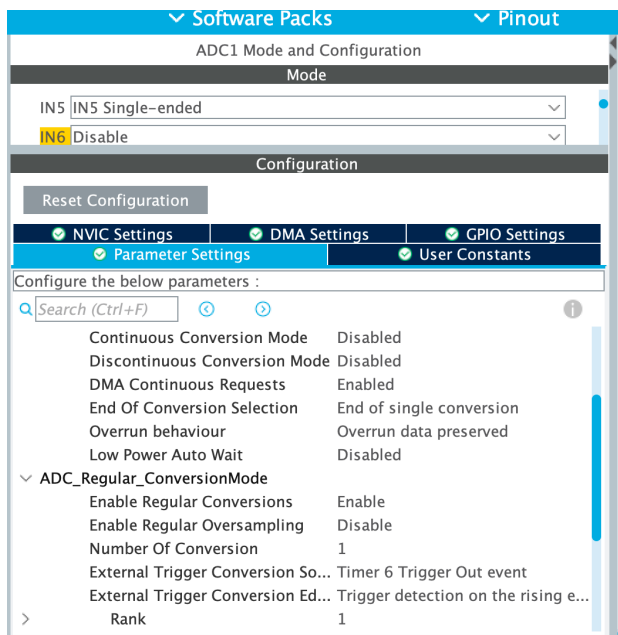 Software Packs Pinout
ADC1 Mode and Configuration
Mode
IN5 IN5 Single-ended
IN6 Disable
Configuration
Reset Configuration
NVIC Settings DMA Settings GPIO Settings
Parameter Settings User Constants
Configure the below parameters :
Search (Ctrl+F)
Continuous Conversion Mode Disabled
Discontinuous Conversion Mode Disabled
DMA Continuous Requests Enabled
End Of Conversion Selection End of single conversion
Overrun behaviour Overrun data preserved
Low Power Auto Wait Disabled
ADC_Regular_ConversionMode
Enable Regular Conversions Enable
Enable Regular Oversampling Disable
Number Of Conversion 1
External Trigger Conversion So... Timer 6 Trigger Out event
External Trigger Conversion Ed... Trigger detection on the rising e...
Rank 1